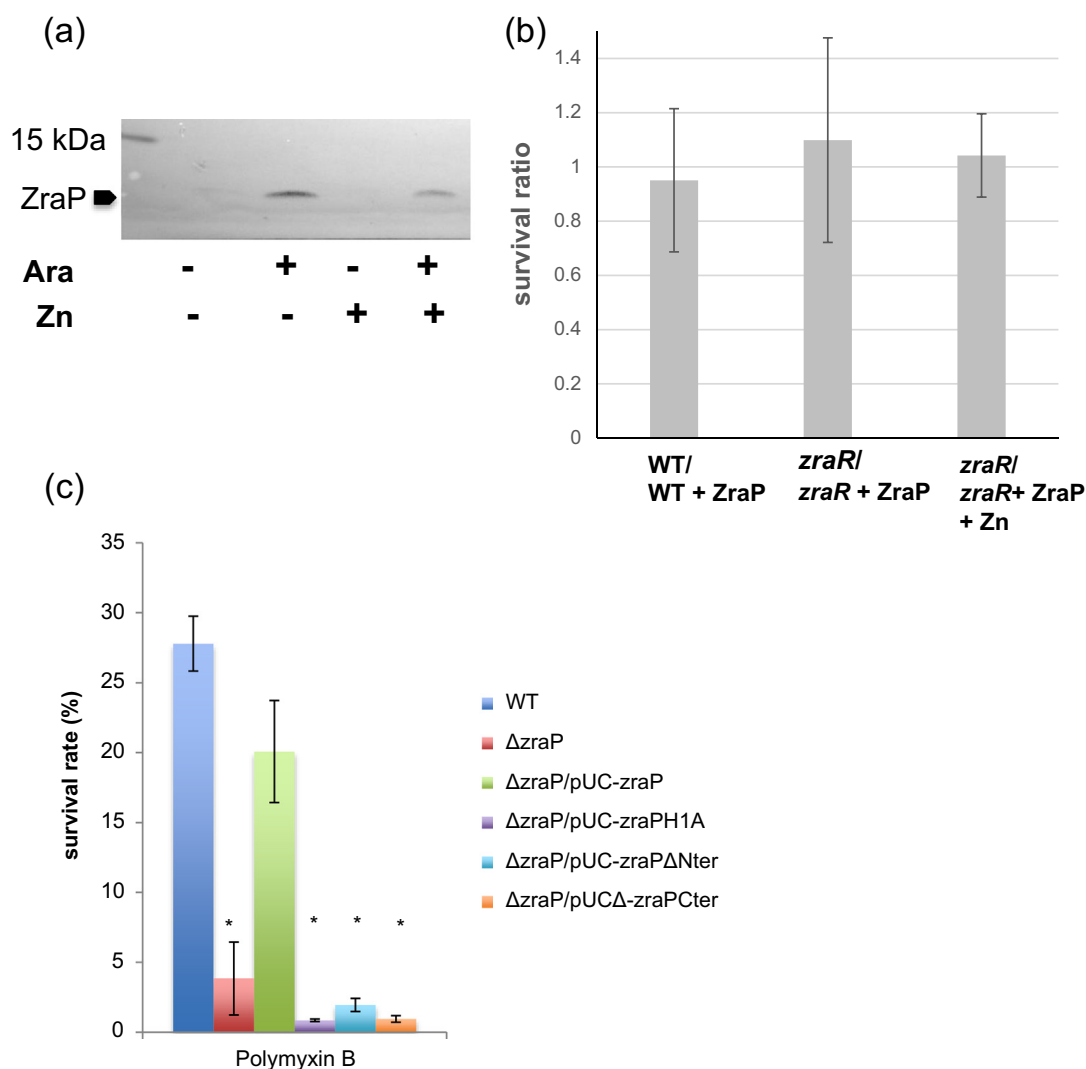 (a)
15 kDa
ZraP
Ara - + - +
Zn - - + +
(b)
survival ratio
1.4
1.2
1
0.8
0.6
0.4
0.2
0
WT/
WT + ZraP
zraR/
zraR + ZraP
zraR/
zraR+ ZraP
+ Zn
(c)
survival rate (%)
35
30
25
20
15
10
5
0
* * * *
Polymyxin B
WT
ΔzraP
ΔzraP/pUC-zraP
ΔzraP/pUC-zraPH1A
ΔzraP/pUC-zraPΔNter
ΔzraP/pUCΔ-zraPCter